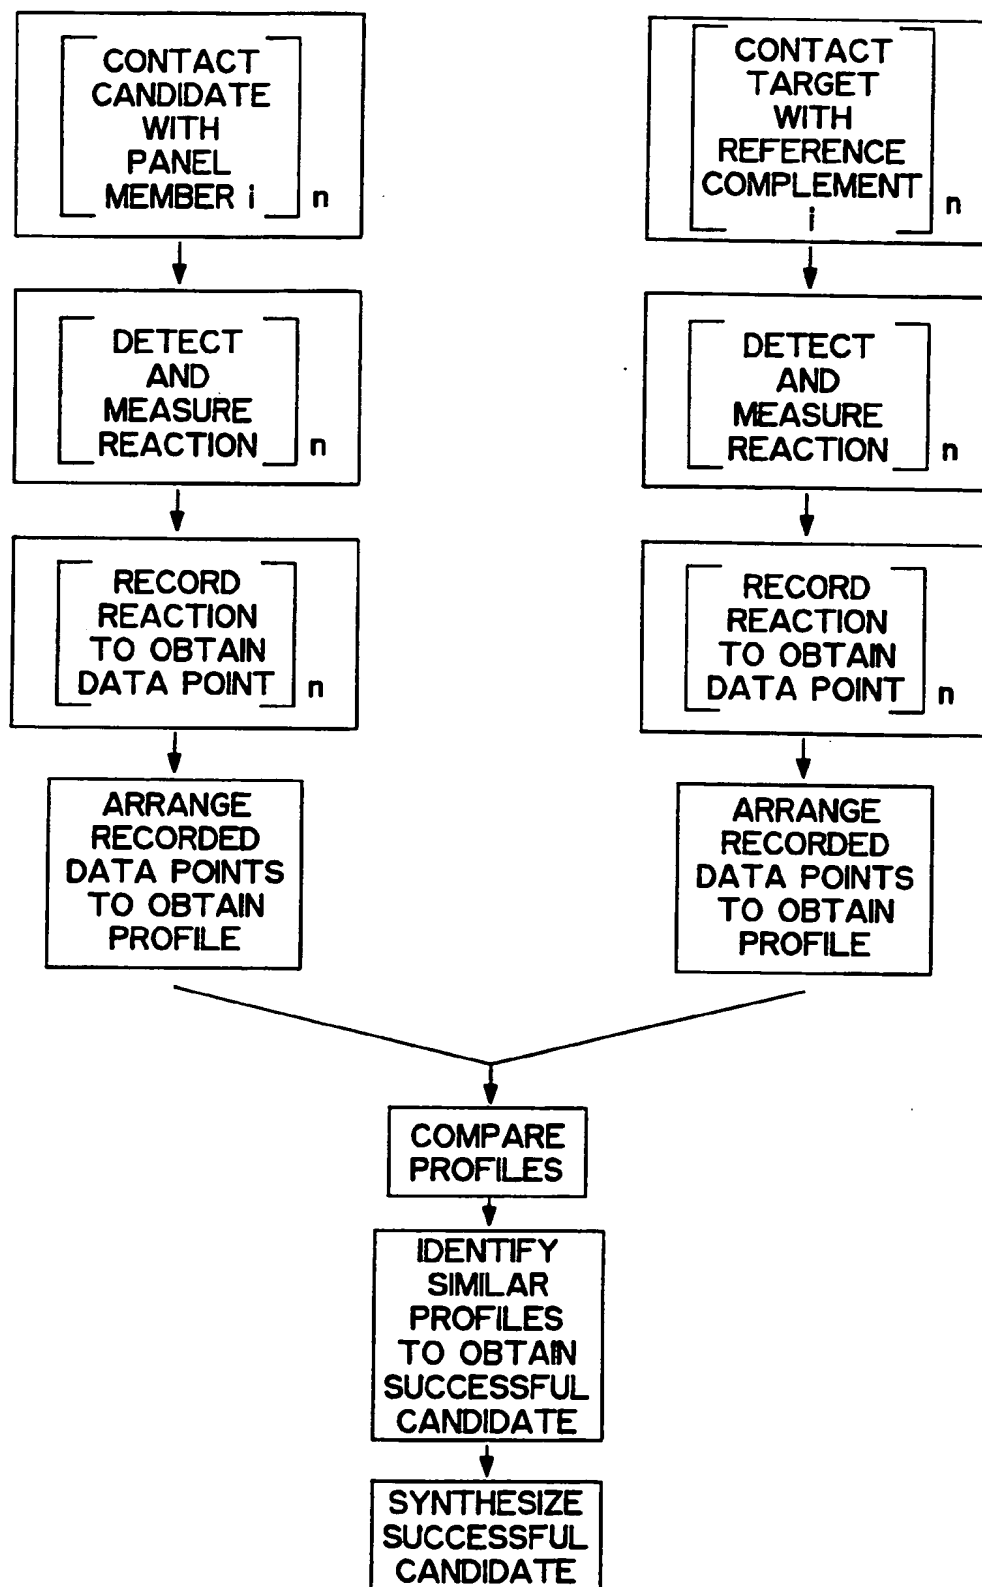 CONTACT
CANDIDATE
WITH
PANEL
MEMBER i
n
DETECT
AND
MEASURE
REACTION
n
RECORD
REACTION
TO OBTAIN
DATA POINT
n
ARRANGE
RECORDED
DATA POINTS
TO OBTAIN
PROFILE
CONTACT
TARGET
WITH
REFERENCE
COMPLEMENT
i
n
DETECT
AND
MEASURE
REACTION
n
RECORD
REACTION
TO OBTAIN
DATA POINT
n
ARRANGE
RECORDED
DATA POINTS
TO OBTAIN
PROFILE
COMPARE
PROFILES
IDENTIFY
SIMILAR
PROFILES
TO OBTAIN
SUCCESSFUL
CANDIDATE
SYNTHESIZE
SUCCESSFUL
CANDIDATE